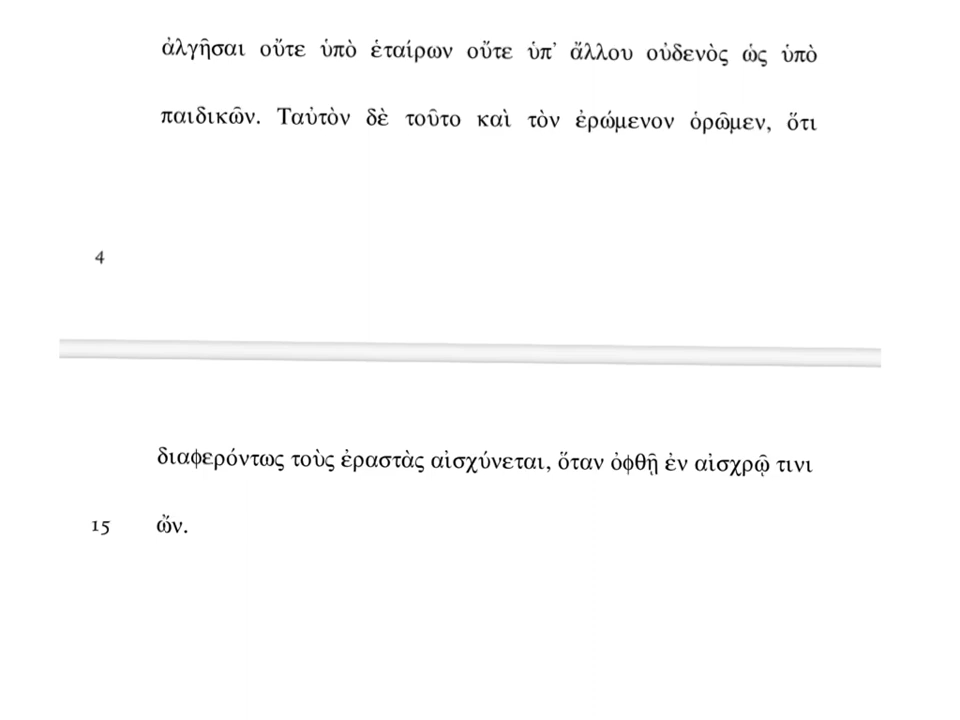 ἀλγῆσαι οὔτε ὑπὸ ἑταίρων οὔτε ὑπ’ ἄλλου οὐδενὸς ὡς ὑπὸ
παιδικῶν. Ταὐτὸν δὲ τοῦτο καὶ τὸν ἐρώμενον ὁρῶμεν, ὅτι
4
διαφερόντως τοὺς ἐραστὰς αἰσχύνεται, ὅταν ὀφθῇ ἐν αἰσχρῷ τινι
15 ὤν.